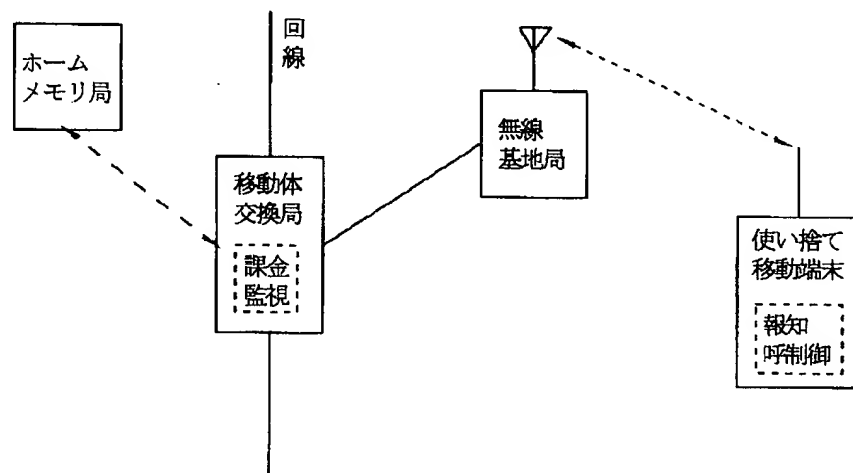 ホーム
メモリ局
回
線
無線
基地局
移動体
交換局
課金
監視
使い捨て
移動端末
報知
呼制御